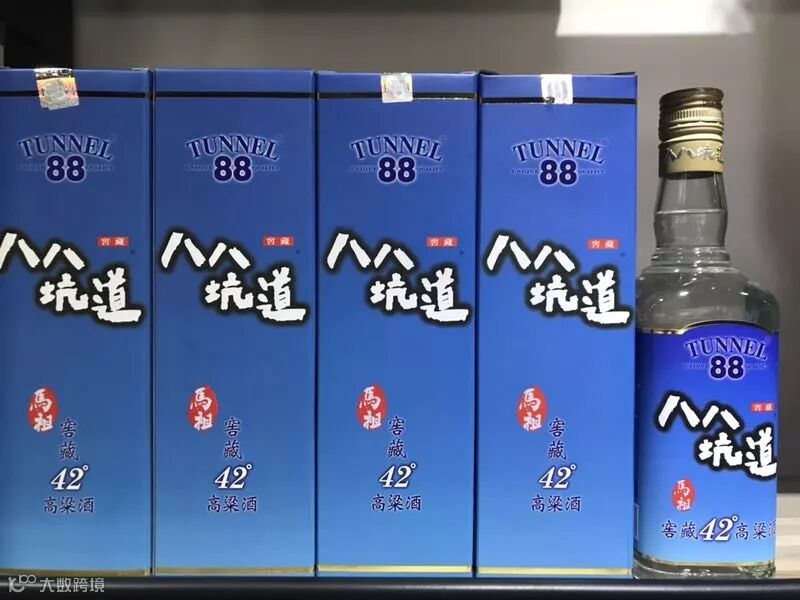 TUNNEL
88
窖藏
八八
坑道
馬祖
窖藏
42°
高粱酒
TUNNEL
88
窖藏
八八
坑道
馬祖
窖藏
42°
高粱酒
TUNNEL
88
窖藏
八八
坑道
馬祖
窖藏
42°
高粱酒
TUNNEL
88
窖藏
八八
坑道
馬祖
窖藏
42°
高粱酒
八八坑道
TUNNEL
88
窖藏
八八
坑道
馬祖
窖藏42°高粱酒
大数跨境